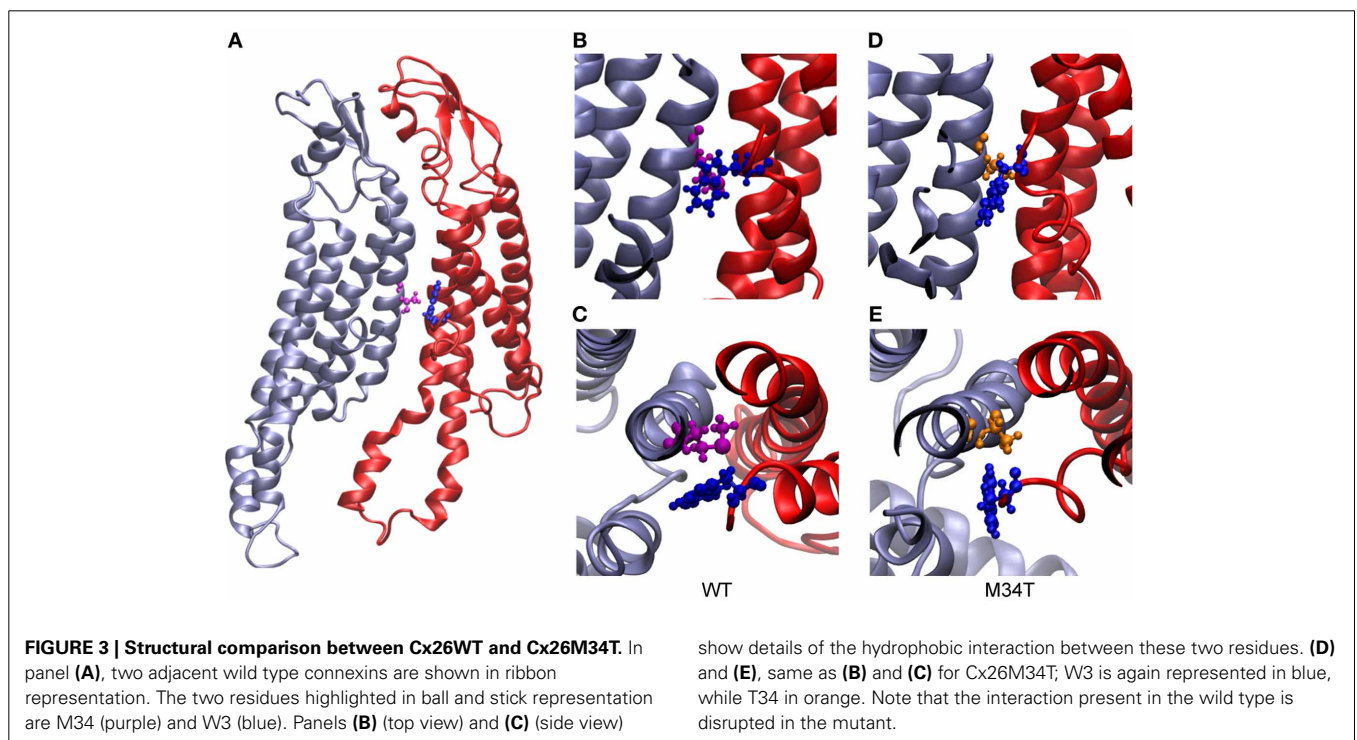 A
B
D
C
E
WT
M34T
FIGURE 3 | Structural comparison between Cx26WT and Cx26M34T. In
panel (A), two adjacent wild type connexins are shown in ribbon
representation. The two residues highlighted in ball and stick representation
are M34 (purple) and W3 (blue). Panels (B) (top view) and (C) (side view)
show details of the hydrophobic interaction between these two residues. (D)
and (E), same as (B) and (C) for Cx26M34T; W3 is again represented in blue,
while T34 in orange. Note that the interaction present in the wild type is
disrupted in the mutant.